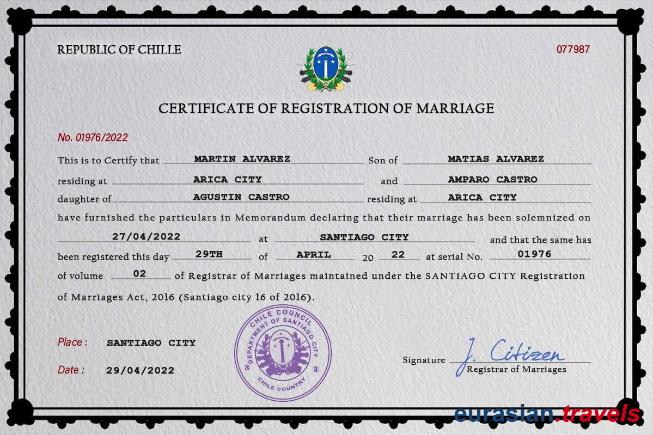 REPUBLIC OF CHILLE
077987
CERTIFICATE OF REGISTRATION OF MARRIAGE
No. 01976/2022
This is to Certify that MARTIN ALVAREZ Son of MATIAS ALVAREZ
residing at ARICA CITY and AMPARO CASTRO
daughter of AGUSTIN CASTRO residing at ARICA CITY
have furnished the particulars in Memorandum declaring that their marriage has been solemnized on
27/04/2022 at SANTIAGO CITY and that the same has
been registered this day 29TH of APRIL 20 22 at serial No. 01976
of volume 02 of Registrar of Marriages maintained under the SANTIAGO CITY Registration
of Marriages Act, 2016 (Santiago city 16 of 2016).
CHILE COUNCIL
DEPARTMENT OF SANTIAGO CITY
CHILE COUNTRY
Place : SANTIAGO CITY
Date : 29/04/2022
Signature J. Citizen
Registrar of Marriages
eurasian.travels